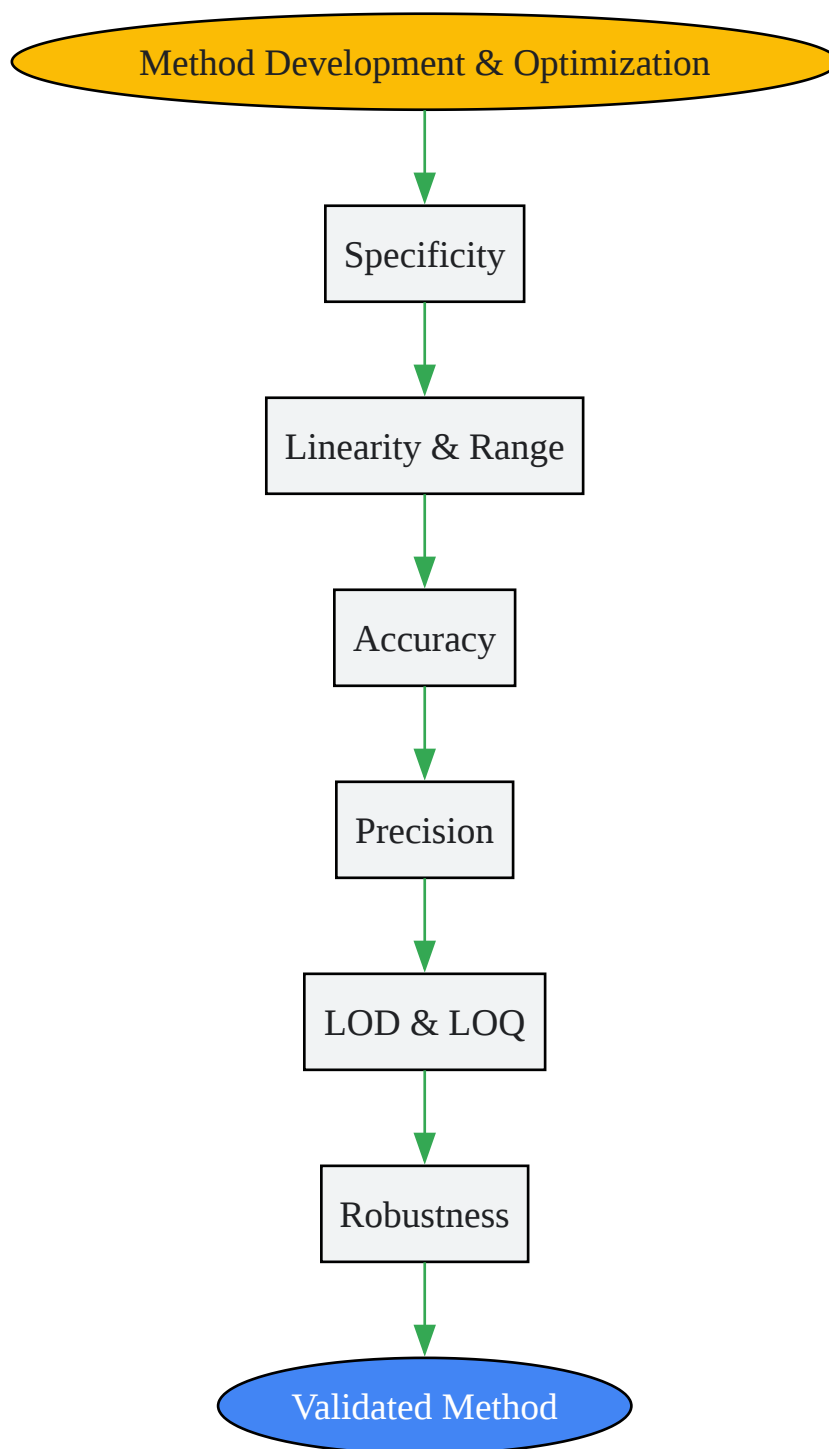 Method Development & Optimization
Specificity
Linearity & Range
Accuracy
Precision
LOD & LOQ
Robustness
Validated Method